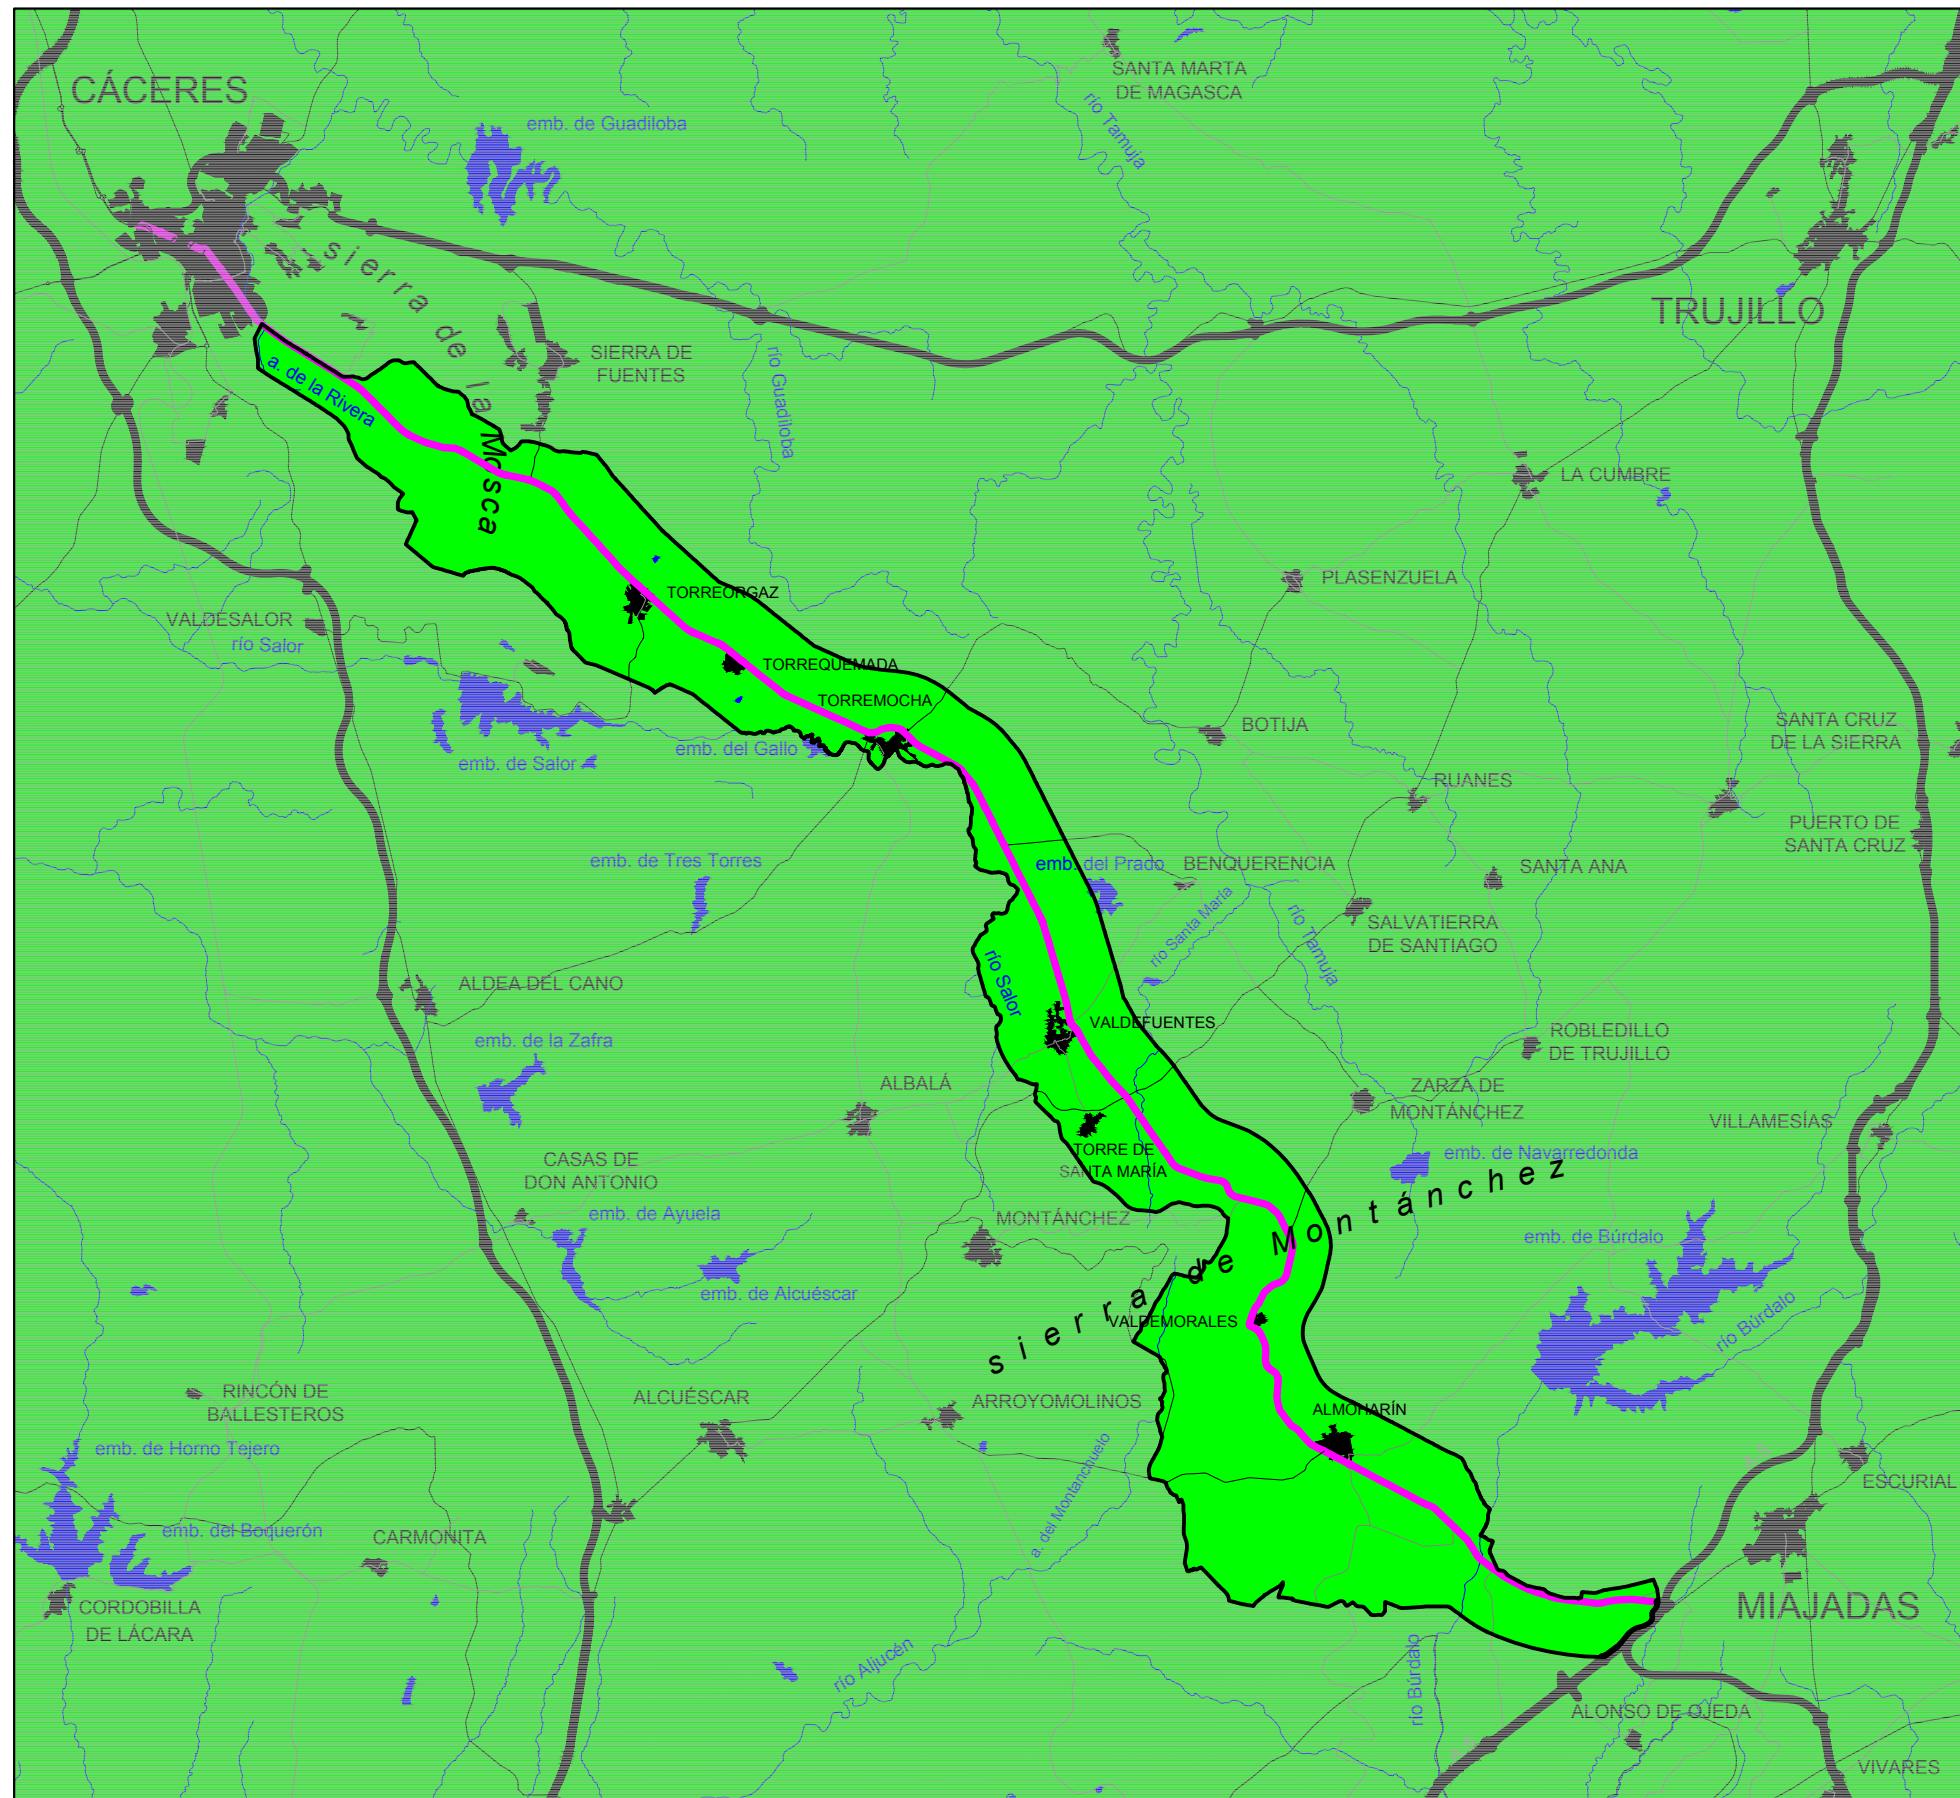 SANTA MARTA
DE MAGASCA
CÁCERES
emb. de Guadiloba
río Tamuja
sierra de la Mosca
TRUJILLO
SIERRA DE
FUENTES
río Guadiloba
a. de la Rivera
LA CUMBRE
PLASENZUELA
TORREORGAZ
VALDESALOR
río Salor
TORREQUEMADA
TORREMOCHA
BOTIJA
SANTA CRUZ
DE LA SIERRA
emb. del Gallo
emb. de Salor
RUANES
PUERTO DE
SANTA CRUZ
emb. de Tres Torres
emb. del Prado
BENQUERENCIA
SANTA ANA
río Santa María
río Tamuja
SALVATIERRA
DE SANTIAGO
río Salor
ALDEA DEL CANO
VALDEFUENTES
ROBLEDILLO
DE TRUJILLO
emb. de la Zafra
ALBALÁ
ZARZA DE
MONTÁNCHEZ
VILLAMESÍAS
TORRE DE
SANTA MARÍA
emb. de Navarredonda
CASAS DE
DON ANTONIO
emb. de Ayuela
MONTÁNCHEZ
sierra de Montánchez
emb. de Búrdalo
emb. de Alcuéscar
VALDEMORALES
río Búrdalo
RINCÓN DE
BALLESTEROS
ALCUÉSCAR
ARROYOMOLINOS
ALMOHARÍN
emb. de Horno Tejero
a. del Montanchuelo
ESCURIAL
emb. del Boquerón
CARMONITA
CORDOBILLA
DE LÁCARA
MIAJADAS
río Aljucén
río Búrdalo
ALONSO DE OJEDA
VIVARES